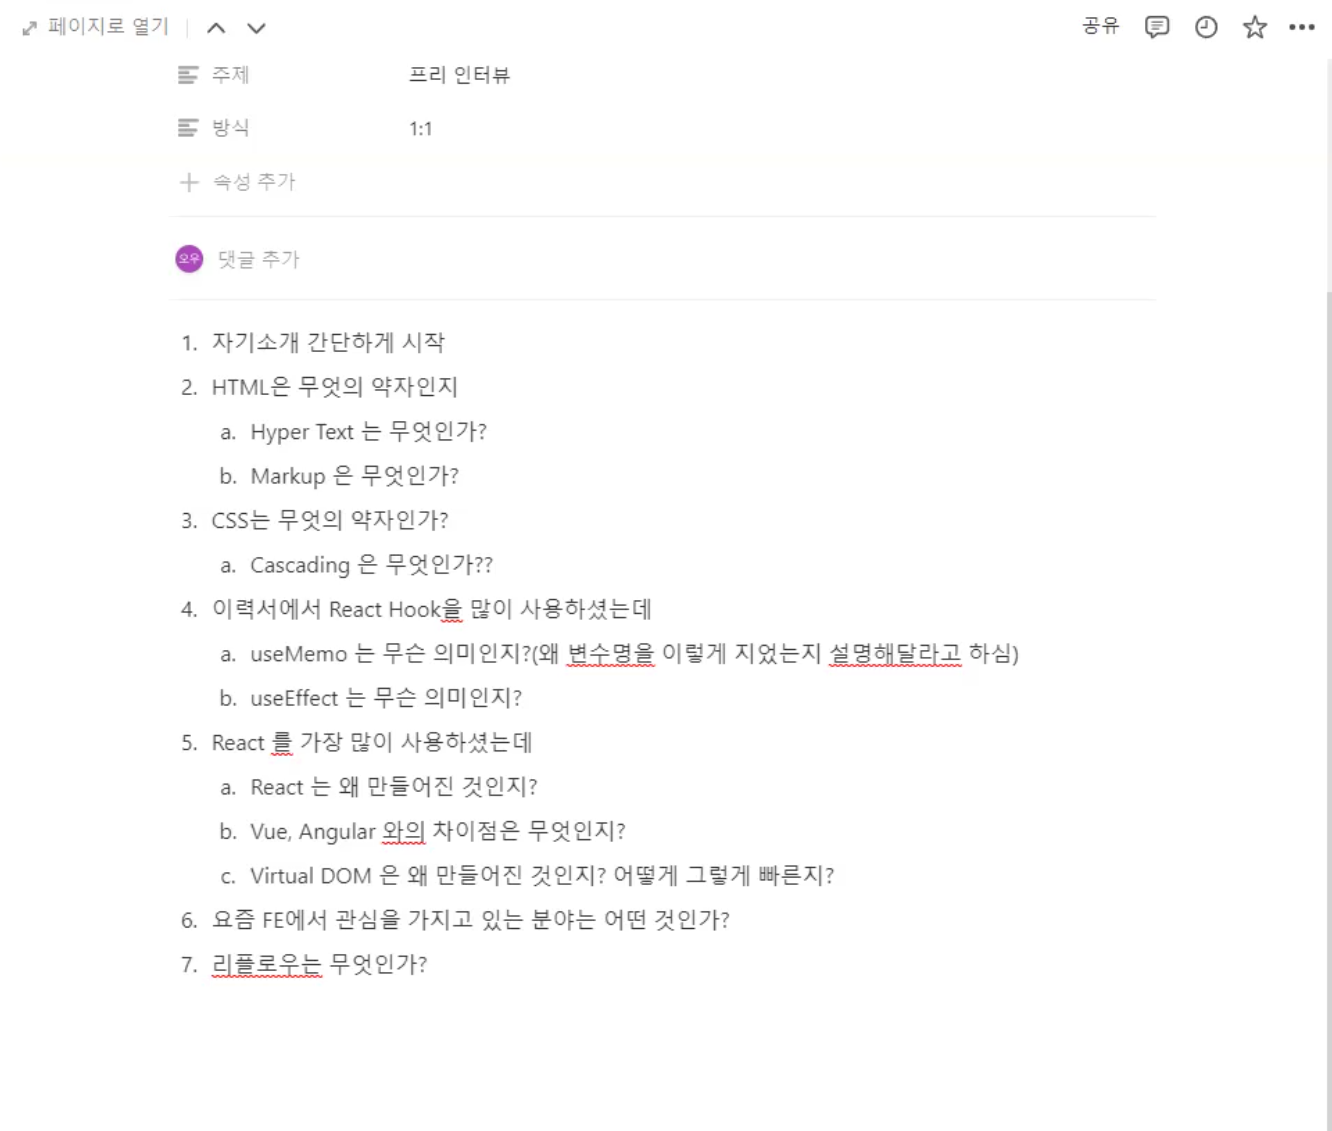 페이지로 열기
공유
주제 프리 인터뷰
방식 1:1
속성 추가
오우 댓글 추가
1. 자기소개 간단하게 시작
2. HTML은 무엇의 약자인지
a. Hyper Text 는 무엇인가?
b. Markup 은 무엇인가?
3. CSS는 무엇의 약자인가?
a. Cascading 은 무엇인가??
4. 이력서에서 React Hook을 많이 사용하셨는데
a. useMemo 는 무슨 의미인지?(왜 변수명을 이렇게 지었는지 설명해달라고 하심)
b. useEffect 는 무슨 의미인지?
5. React 를 가장 많이 사용하셨는데
a. React 는 왜 만들어진 것인지?
b. Vue, Angular 와의 차이점은 무엇인지?
c. Virtual DOM 은 왜 만들어진 것인지? 어떻게 그렇게 빠른지?
6. 요즘 FE에서 관심을 가지고 있는 분야는 어떤 것인가?
7. 리플로우는 무엇인가?